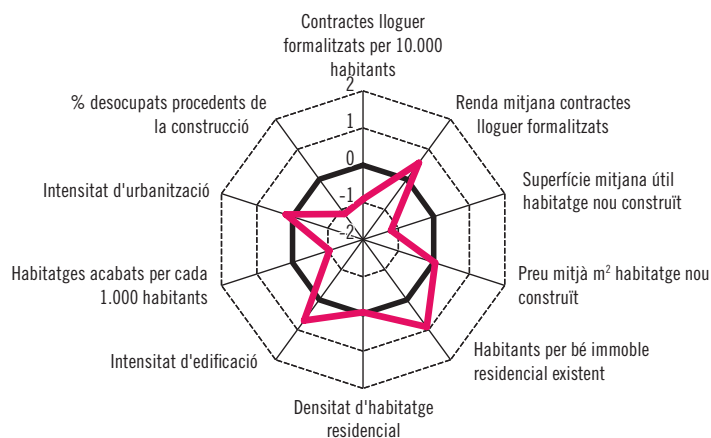 Contractes lloguer
formalitzats per 10.000
habitants
2
1
0
-1
-2
Renda mitjana contractes
lloguer formalitzats
Superfície mitjana útil
habitatge nou construït
Preu mitjà m² habitatge nou
construït
Habitants per bé immoble
residencial existent
Densitat d'habitatge
residencial
Intensitat d'edificació
Habitatges acabats per cada
1.000 habitants
Intensitat d'urbanització
% desocupats procedents de
la construcció